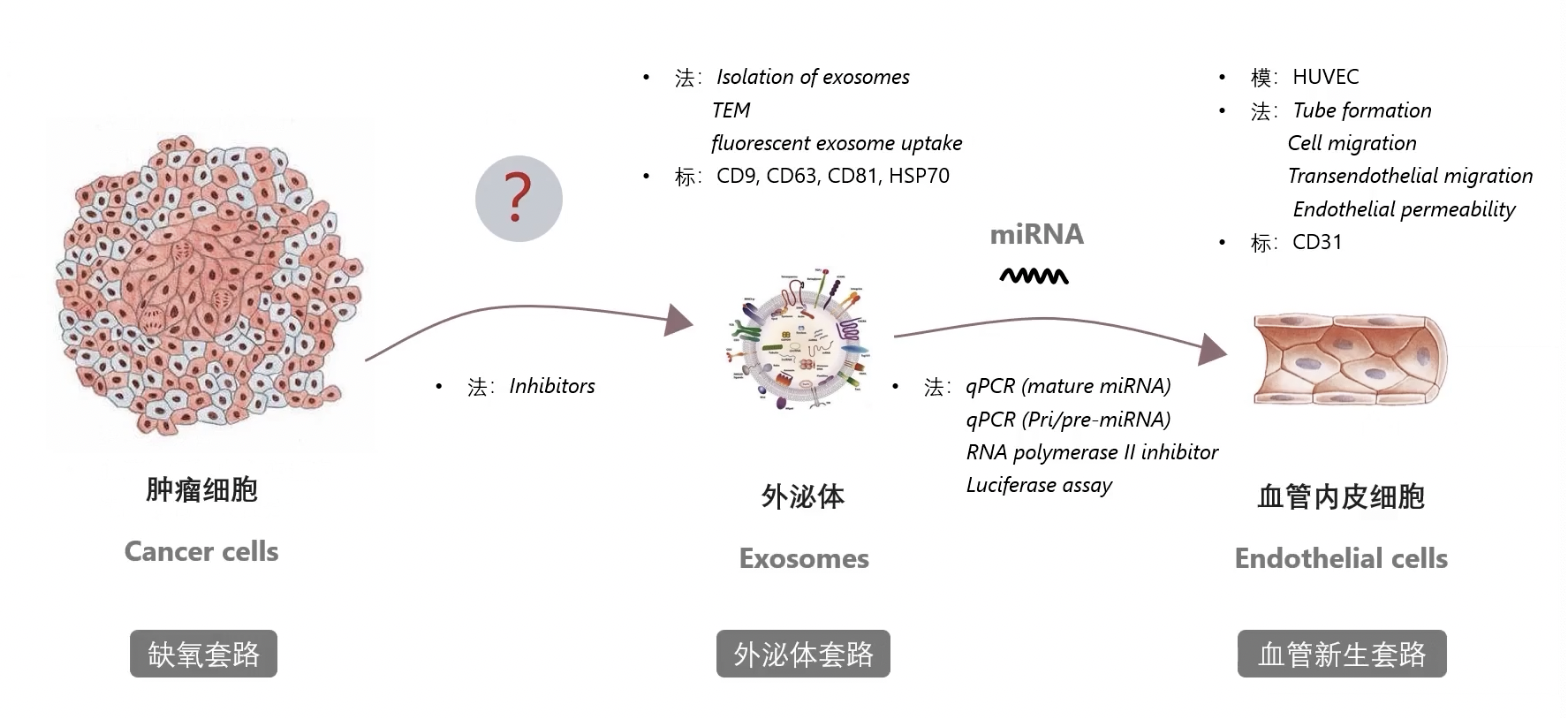 • 法：Isolation of exosomes
TEM
fluorescent exosome uptake
• 标：CD9, CD63, CD81, HSP70
• 模：HUVEC
• 法：Tube formation
Cell migration
Transendothelial migration
Endothelial permeability
• 标：CD31
?
miRNA
• 法：Inhibitors
• 法：qPCR (mature miRNA)
qPCR (Pri/pre-miRNA)
RNA polymerase II inhibitor
Luciferase assay
肿瘤细胞
Cancer cells
外泌体
Exosomes
血管内皮细胞
Endothelial cells
缺氧套路
外泌体套路
血管新生套路